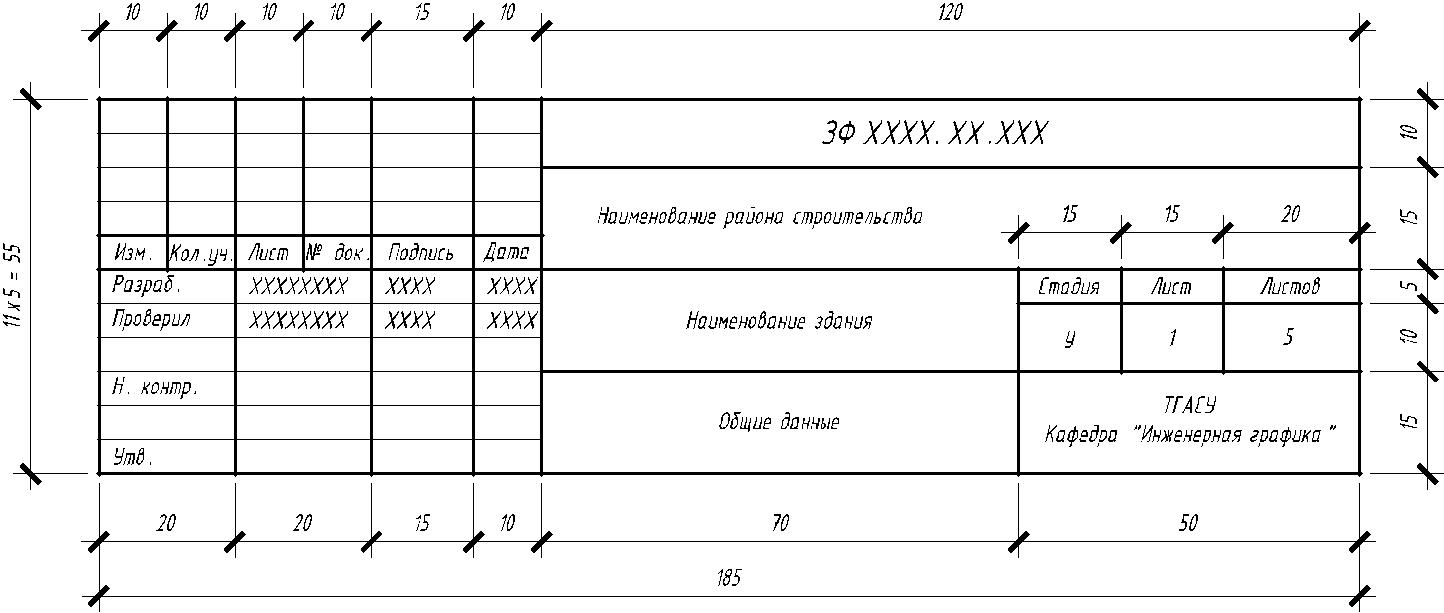 10 10 10 10 15 10 120
ЗФ XXXX. XX .XXX
10
Наименование района строительства
15 15 20
15
11 x 5 = 55
Изм. Кол.уч. Лист № док. Подпись Дата
Разраб. XXXXXXXX XXXX XXXX
Стадия Лист Листов
5
Проверил XXXXXXXX XXXX XXXX
Наименование здания
У 1 5
10
Н. контр.
Общие данные
ТГАСУ
Кафедра "Инженерная графика"
15
Утв.
20 20 15 10 70 50
185